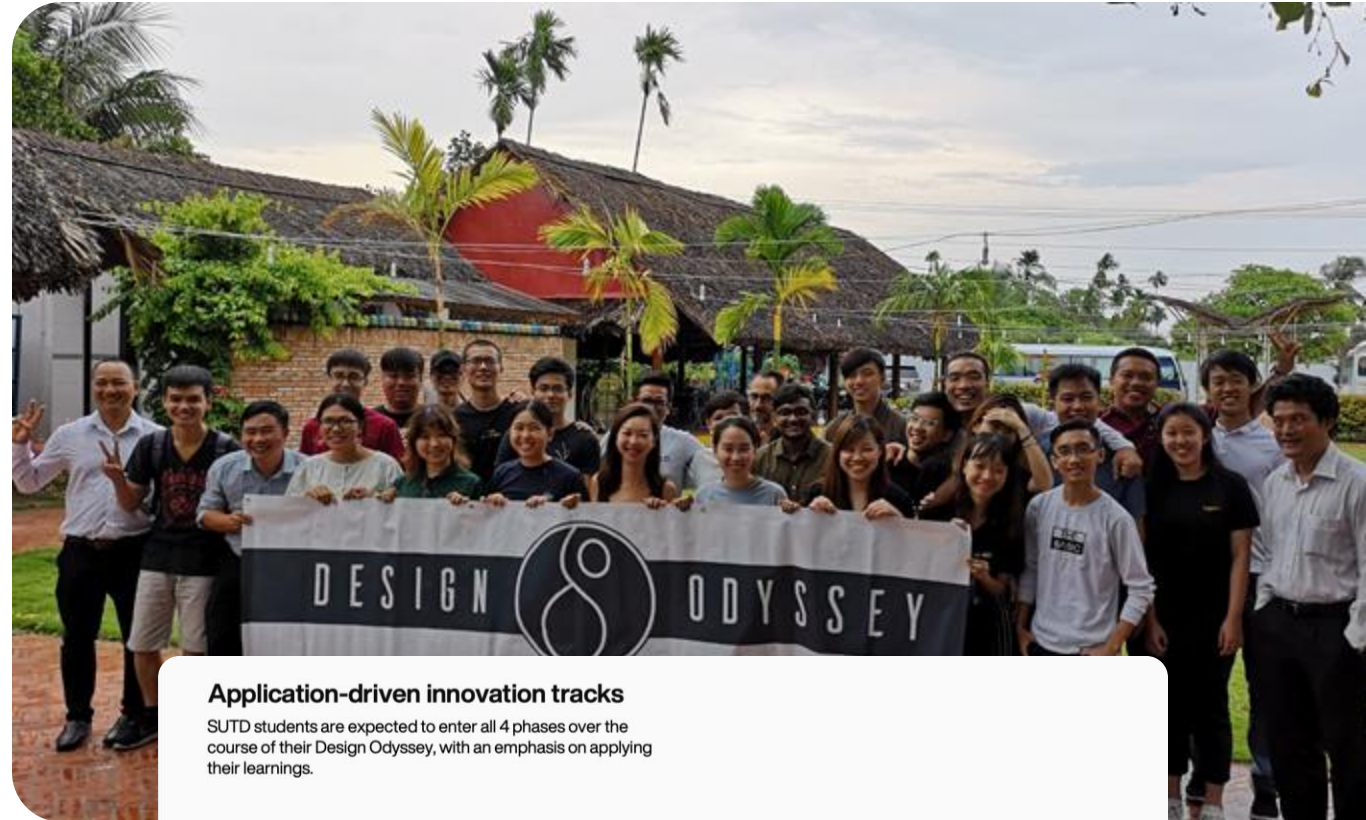 DESIGN ODYSSEY
Application-driven innovation tracks
SUTD students are expected to enter all 4 phases over the
course of their Design Odyssey, with an emphasis on applying
their learnings.